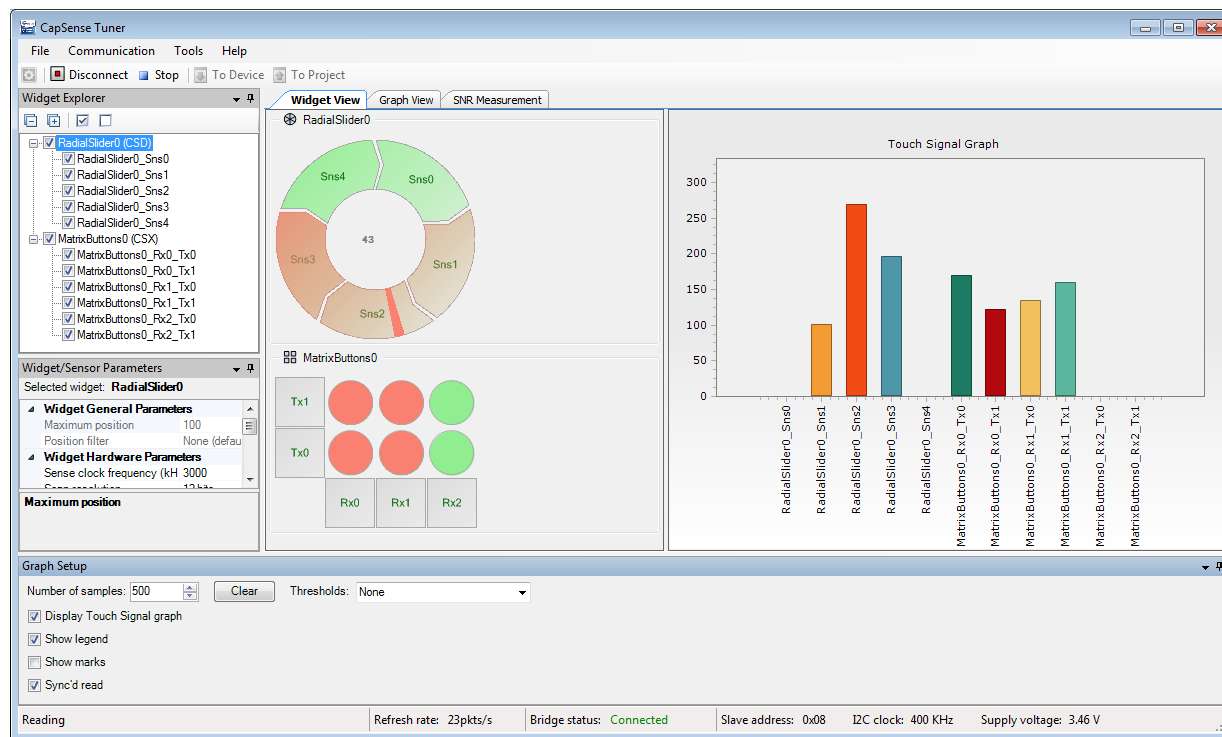 CapSense Tuner
File Communication Tools Help
Disconnect Stop To Device To Project
Widget Explorer
RadialSlider0 (CSD)
RadialSlider0_Sns0
RadialSlider0_Sns1
RadialSlider0_Sns2
RadialSlider0_Sns3
RadialSlider0_Sns4
MatrixButtons0 (CSX)
MatrixButtons0_Rx0_Tx0
MatrixButtons0_Rx0_Tx1
MatrixButtons0_Rx1_Tx0
MatrixButtons0_Rx1_Tx1
MatrixButtons0_Rx2_Tx0
MatrixButtons0_Rx2_Tx1
Widget/Sensor Parameters
Selected widget: RadialSlider0
Widget General Parameters
Maximum position 100
Position filter None (defau
Widget Hardware Parameters
Sense clock frequency (kH 3000
Maximum position
Widget View Graph View SNR Measurement
RadialSlider0
Sns4
Sns0
43
Sns3
Sns1
Sns2
MatrixButtons0
Tx1
Tx0
Rx0 Rx1 Rx2
Touch Signal Graph
300
250
200
150
100
50
0
RadialSlider0_Sns0
RadialSlider0_Sns1
RadialSlider0_Sns2
RadialSlider0_Sns3
RadialSlider0_Sns4
MatrixButtons0_Rx0_Tx0
MatrixButtons0_Rx0_Tx1
MatrixButtons0_Rx1_Tx0
MatrixButtons0_Rx1_Tx1
MatrixButtons0_Rx2_Tx0
MatrixButtons0_Rx2_Tx1
Graph Setup
Number of samples: 500 Clear Thresholds: None
Display Touch Signal graph
Show legend
Show marks
Sync'd read
Reading Refresh rate: 23pkts/s Bridge status: Connected Slave address: 0x08 I2C clock: 400 KHz Supply voltage: 3.46 V